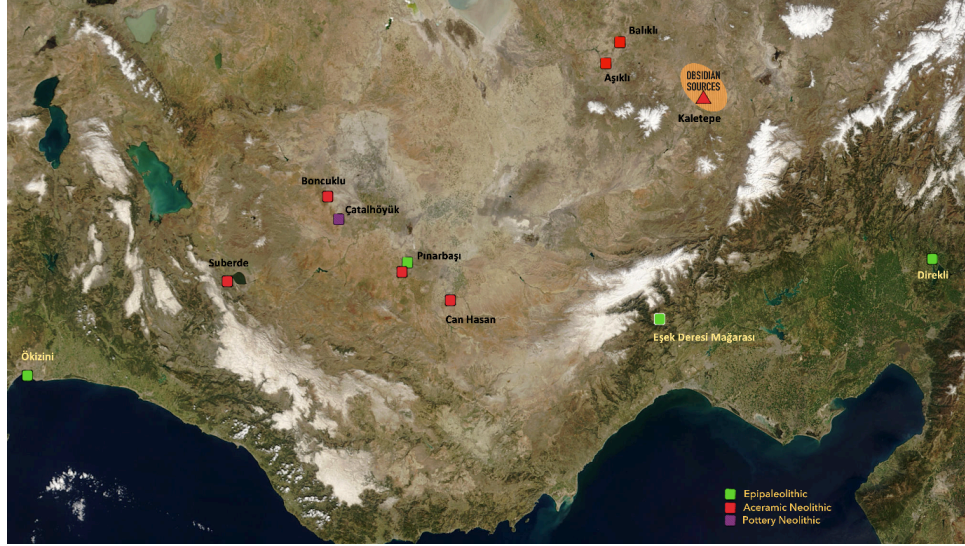 Balıklı
Aşıklı
OBSIDIAN
SOURCES
Kaletepe
Boncuklu
Çatalhöyük
Pınarbaşı
Suberde
Direkli
Can Hasan
Eşek Deresi Mağarası
Ökizini
Epipaleolithic
Aceramic Neolithic
Pottery Neolithic